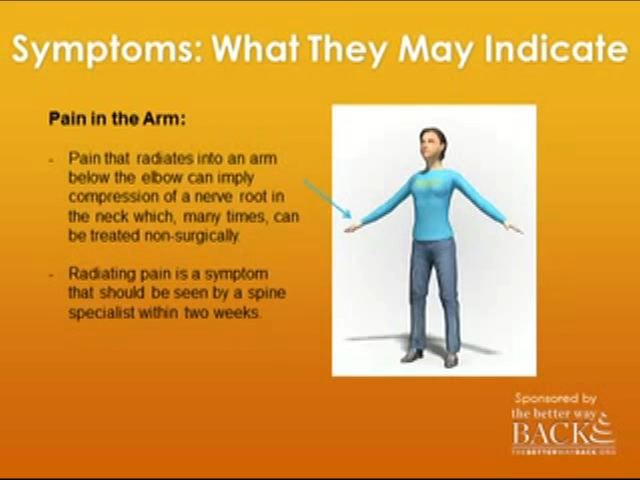 Symptoms: What They May Indicate
Pain in the Arm:
- Pain that radiates into an arm
below the elbow can imply
compression of a nerve root in
the neck which, many times, can
be treated non-surgically.
- Radiating pain is a symptom
that should be seen by a spine
specialist within two weeks.
Sponsored by
the better way
BACK
THEBETTERWAYBACK.ORG